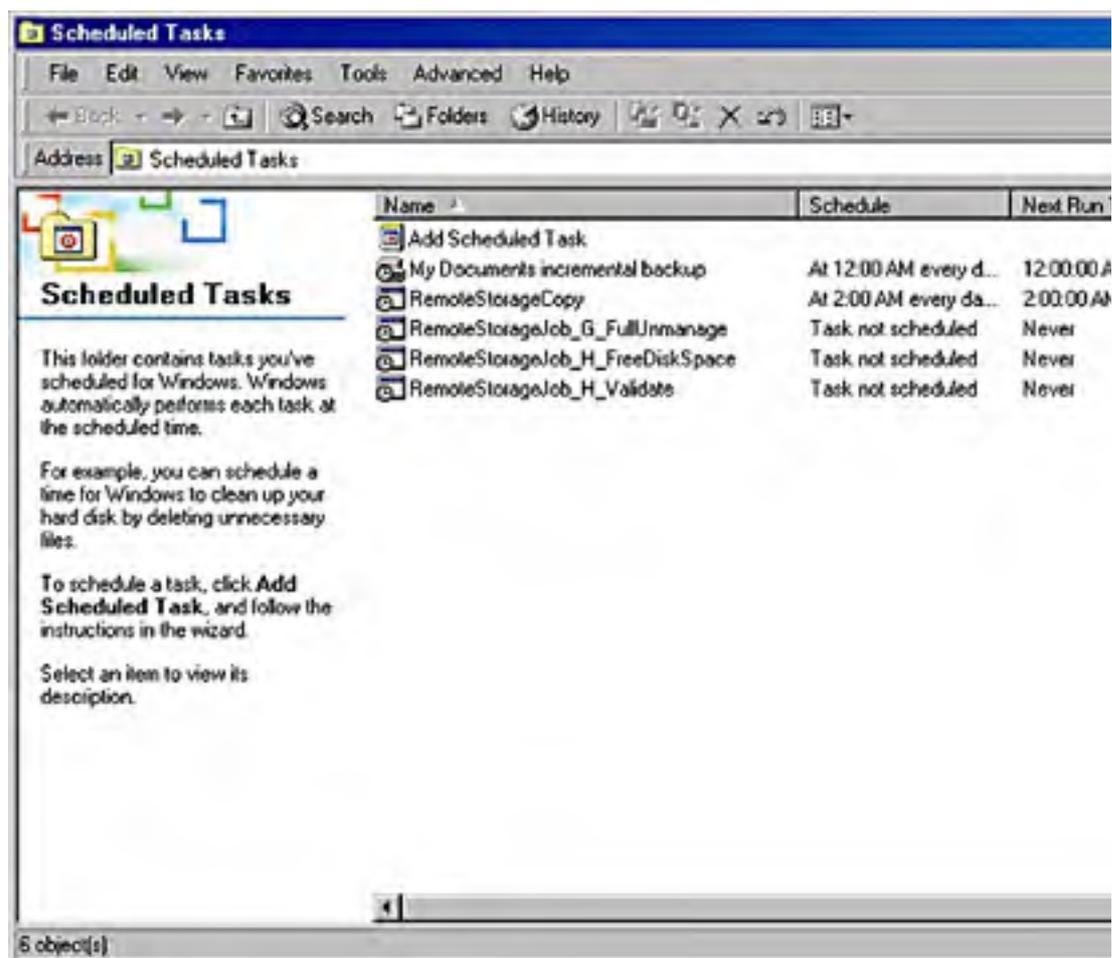 Scheduled Tasks
File Edit View Favorites Tools Advanced Help
Back Search Folders History
Address Scheduled Tasks
Scheduled Tasks
This folder contains tasks you've
scheduled for Windows. Windows
automatically performs each task at
the scheduled time.
For example, you can schedule a
time for Windows to clean up your
hard disk by deleting unnecessary
files.
To schedule a task, click Add
Scheduled Task, and follow the
instructions in the wizard.
Select an item to view its
description.
Name Schedule Next Run
Add Scheduled Task
My Documents incremental backup At 12:00 AM every d... 12:00:00 A
RemoteStorageCopy At 2:00 AM every da... 2:00:00 AM
RemoteStorageJob_G_FullUnmanage Task not scheduled Never
RemoteStorageJob_H_FreeDiskSpace Task not scheduled Never
RemoteStorageJob_H_Validate Task not scheduled Never
6 object(s)